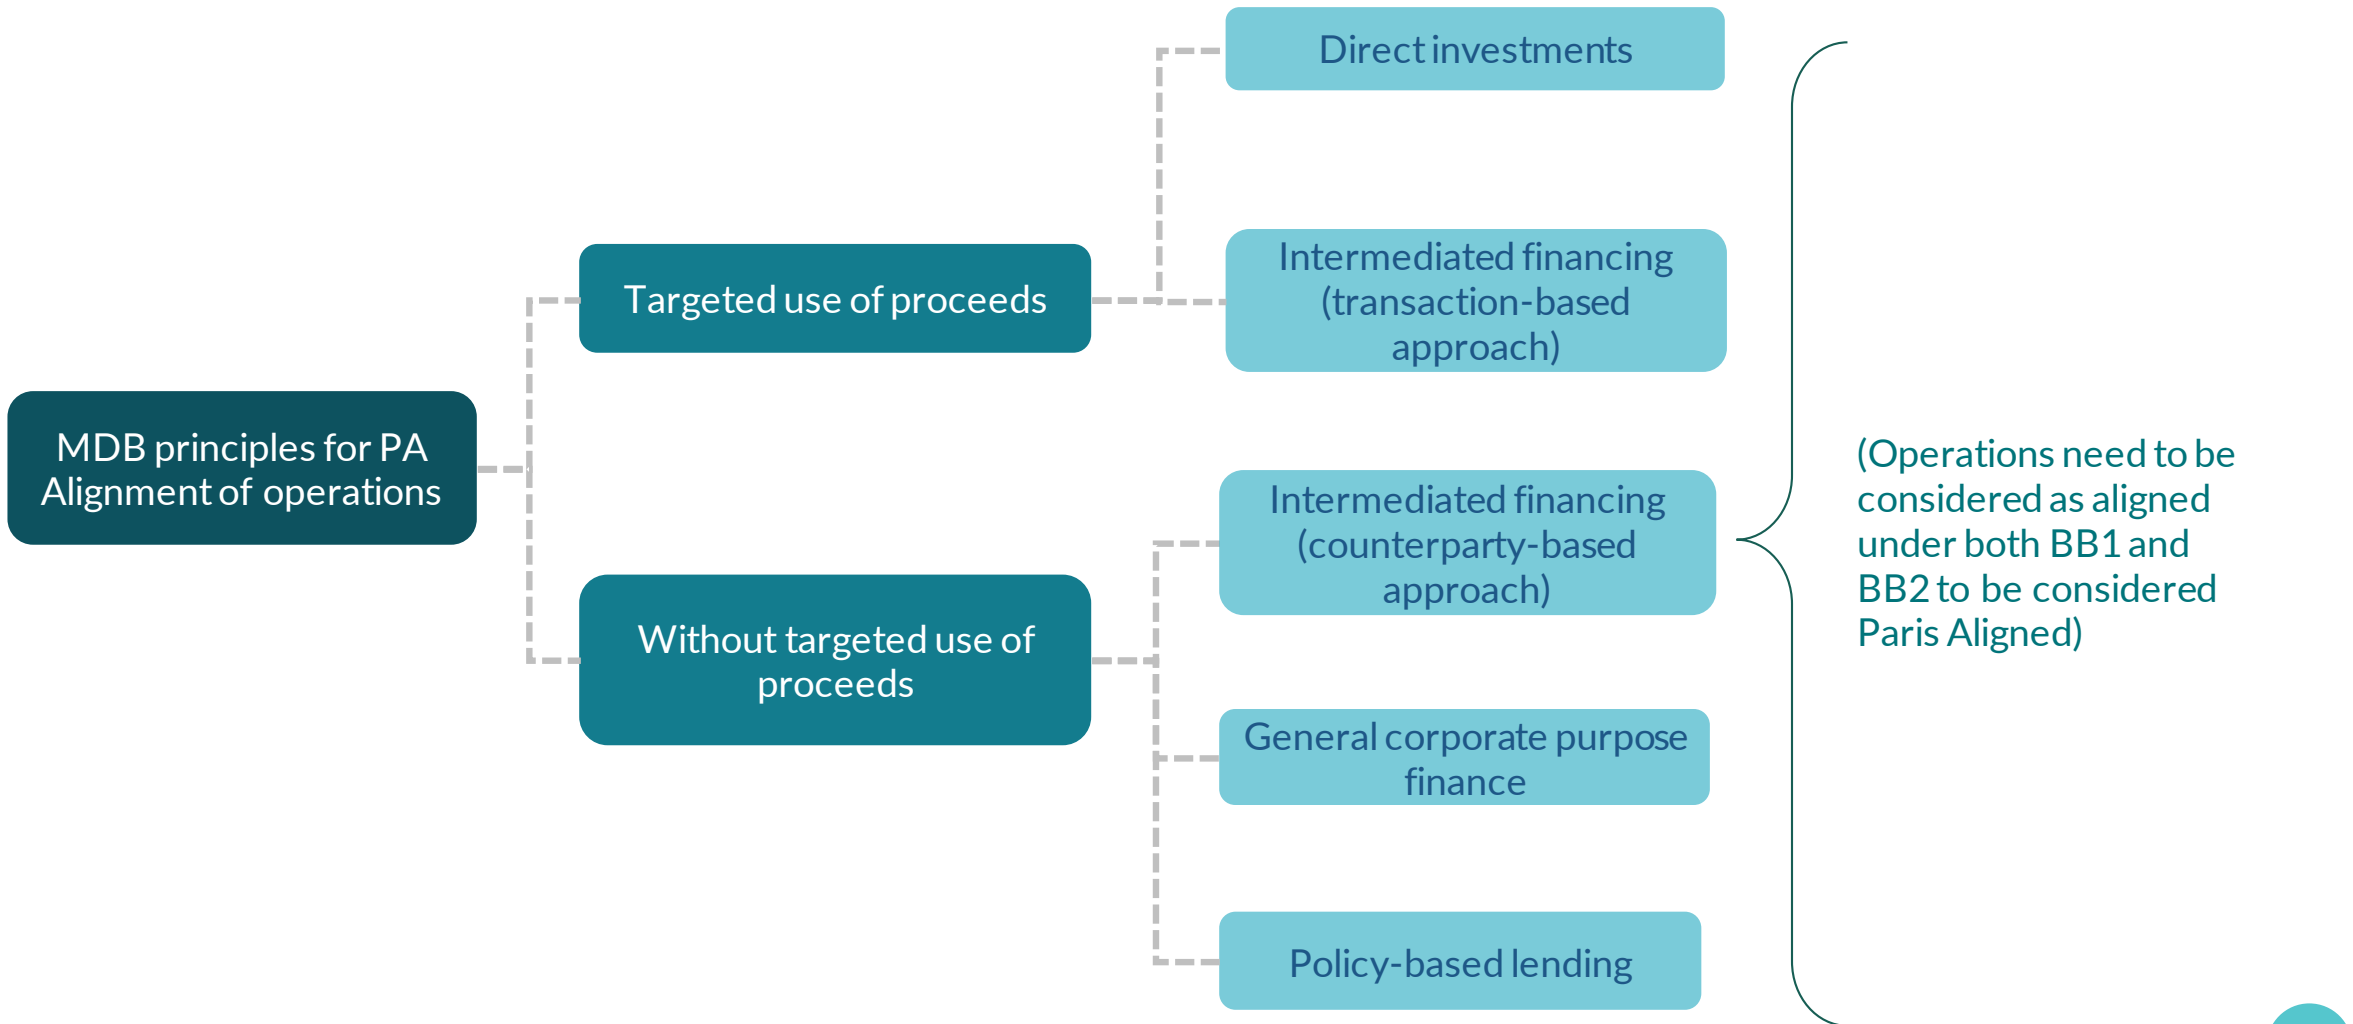 MDB principles for PA
Alignment of operations
Targeted use of proceeds
Without targeted use of
proceeds
Direct investments
Intermediated financing
(transaction-based
approach)
Intermediated financing
(counterparty-based
approach)
General corporate purpose
finance
Policy-based lending
(Operations need to be
considered as aligned
under both BB1 and
BB2 to be considered
Paris Aligned)